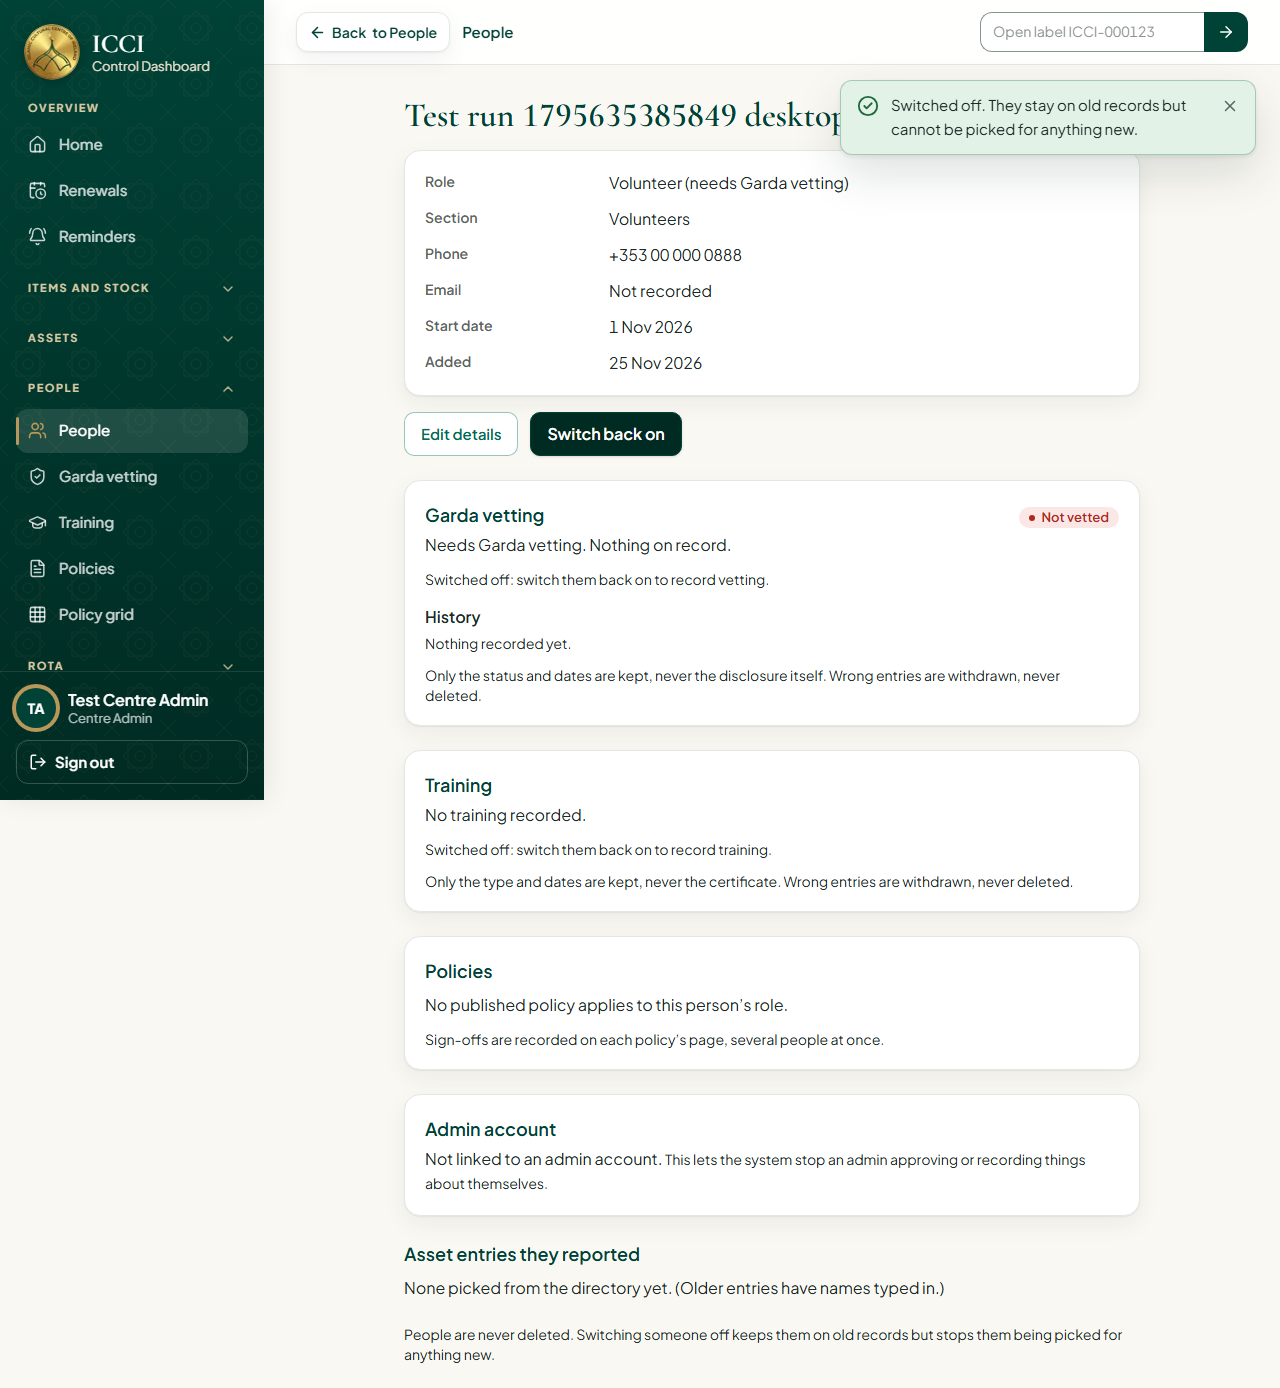 ICCI
Control Dashboard
OVERVIEW
Home
Renewals
Reminders
ITEMS AND STOCK
ASSETS
PEOPLE
People
Garda vetting
Training
Policies
Policy grid
ROTA
TA
Test Centre Admin
Centre Admin
Sign out
Back to People
People
Open label ICCI-000123
Switched off. They stay on old records but
cannot be picked for anything new.
Test run 1795635385849 desktop
Role
Volunteer (needs Garda vetting)
Section
Volunteers
Phone
+353 00 000 0888
Email
Not recorded
Start date
1 Nov 2026
Added
25 Nov 2026
Edit details
Switch back on
Garda vetting
Not vetted
Needs Garda vetting. Nothing on record.
Switched off: switch them back on to record vetting.
History
Nothing recorded yet.
Only the status and dates are kept, never the disclosure itself. Wrong entries are withdrawn, never
deleted.
Training
No training recorded.
Switched off: switch them back on to record training.
Only the type and dates are kept, never the certificate. Wrong entries are withdrawn, never deleted.
Policies
No published policy applies to this person’s role.
Sign-offs are recorded on each policy’s page, several people at once.
Admin account
Not linked to an admin account. This lets the system stop an admin approving or recording things
about themselves.
Asset entries they reported
None picked from the directory yet. (Older entries have names typed in.)
People are never deleted. Switching someone off keeps them on old records but stops them being picked for
anything new.